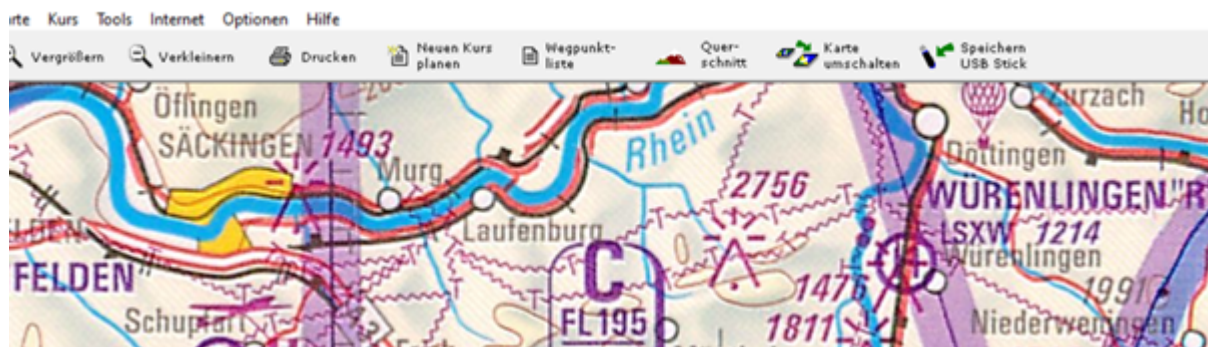 Kurs Tools Internet Optionen Hilfe
Vergrößern Verkleinern Drucken Neuen Kurs planen Wegpunkt-liste Quer-schnitt Karte umschalten Speichern USB Stick
Öflingen
Zurzach
SÄCKINGEN 1493
Rhein
Döttingen
Murg
2756
WÜRENLINGEN "R
Laufenburg
LSXW 1214
Würenlingen
FELDEN"
C
1476
1991
Schupfart
FL195
1811
Niederweningen